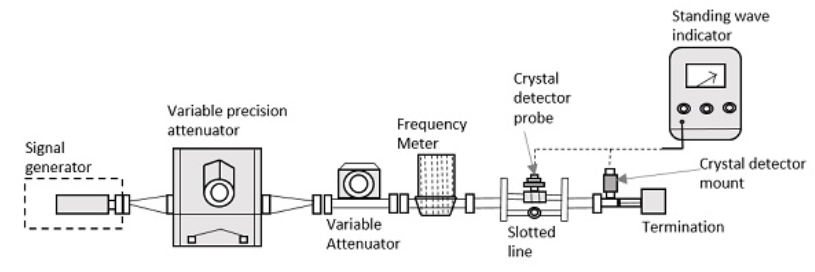 Standing wave
indicator
Crystal
detector
probe
Variable precision
attenuator
Frequency
Meter
Signal
generator
Crystal detector
mount
Variable
Attenuator
Slotted
line
Termination